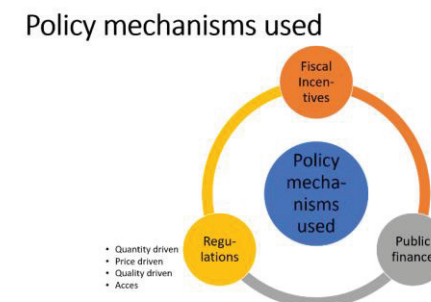 Policy mechanisms used
Fiscal
Incen-
tives
Policy
mecha-
nisms
used
Regu-
lations
Public
finance
• Quantity driven
• Price driven
• Quality driven
• Acces